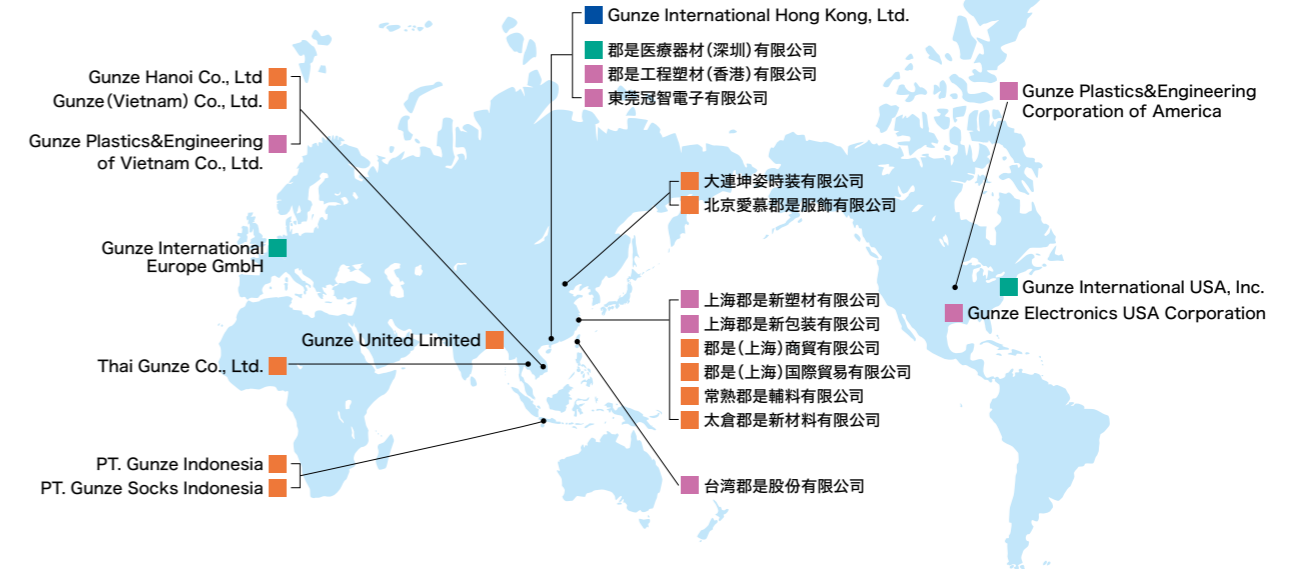 Gunze International Hong Kong, Ltd.
郡是医療器材(深圳)有限公司
郡是工程塑材(香港)有限公司
東莞冠智電子有限公司
Gunze Hanoi Co., Ltd
Gunze(Vietnam) Co., Ltd.
Gunze Plastics&Engineering
of Vietnam Co., Ltd.
Gunze Plastics&Engineering
Corporation of America
大連坤姿時装有限公司
北京愛慕郡是服飾有限公司
Gunze International
Europe GmbH
Gunze International USA, Inc.
Gunze Electronics USA Corporation
上海郡是新塑材有限公司
上海郡是新包装有限公司
郡是(上海)商貿有限公司
郡是(上海)国際貿易有限公司
常熟郡是輔料有限公司
太倉郡是新材料有限公司
Gunze United Limited
Thai Gunze Co., Ltd.
PT. Gunze Indonesia
PT. Gunze Socks Indonesia
台湾郡是股份有限公司